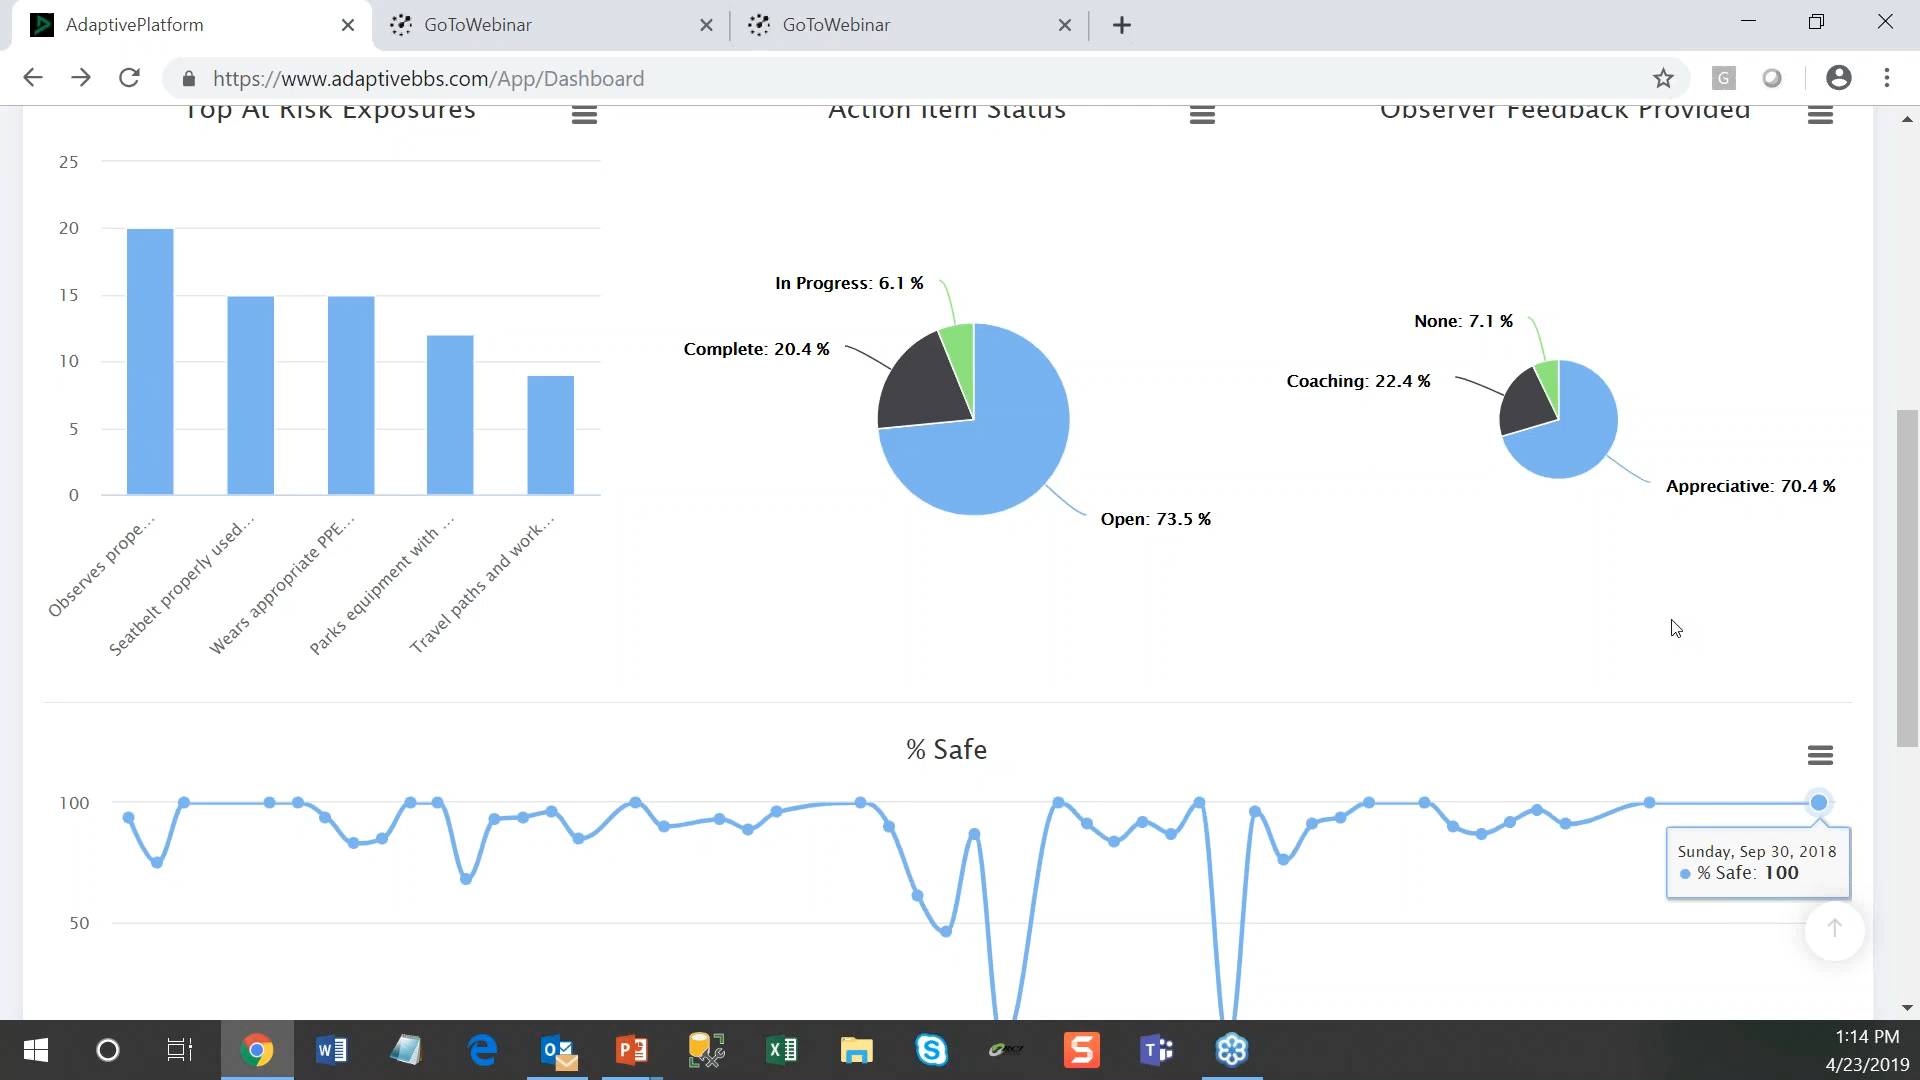 AdaptivePlatform
GoToWebinar
GoToWebinar
https://www.adaptivebbs.com/App/Dashboard
G
Top At Risk Exposures
Action Item Status
Observer Feedback Provided
25
20
15
10
5
0
Observes prope...
Seatbelt properly used...
Wears appropriate PPE...
Parks equipment with ...
Travel paths and work...
In Progress: 6.1 %
Complete: 20.4 %
Open: 73.5 %
None: 7.1 %
Coaching: 22.4 %
Appreciative: 70.4 %
% Safe
100
50
Sunday, Sep 30, 2018
% Safe: 100
1:14 PM
4/23/2019